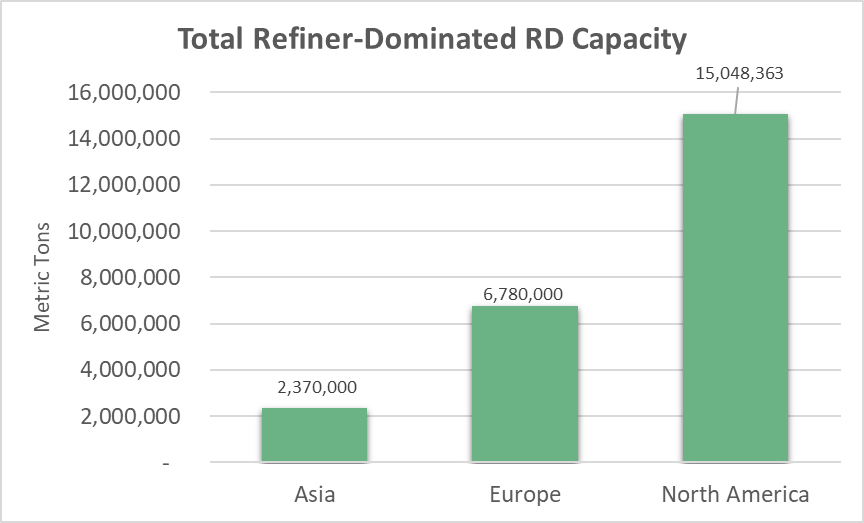 Total Refiner-Dominated RD Capacity
15,048,363
16,000,000
14,000,000
12,000,000
10,000,000
8,000,000
6,000,000
4,000,000
2,000,000
-
Metric Tons
6,780,000
2,370,000
Asia
Europe
North America